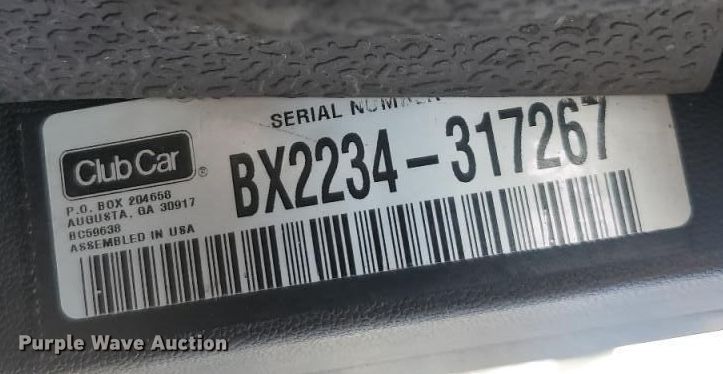 SERIAL NUMBER
Club Car®
BX2234-317267
P.O. BOX 204658
AUGUSTA, GA 30917
BC59638
ASSEMBLED IN USA
Purple Wave Auction